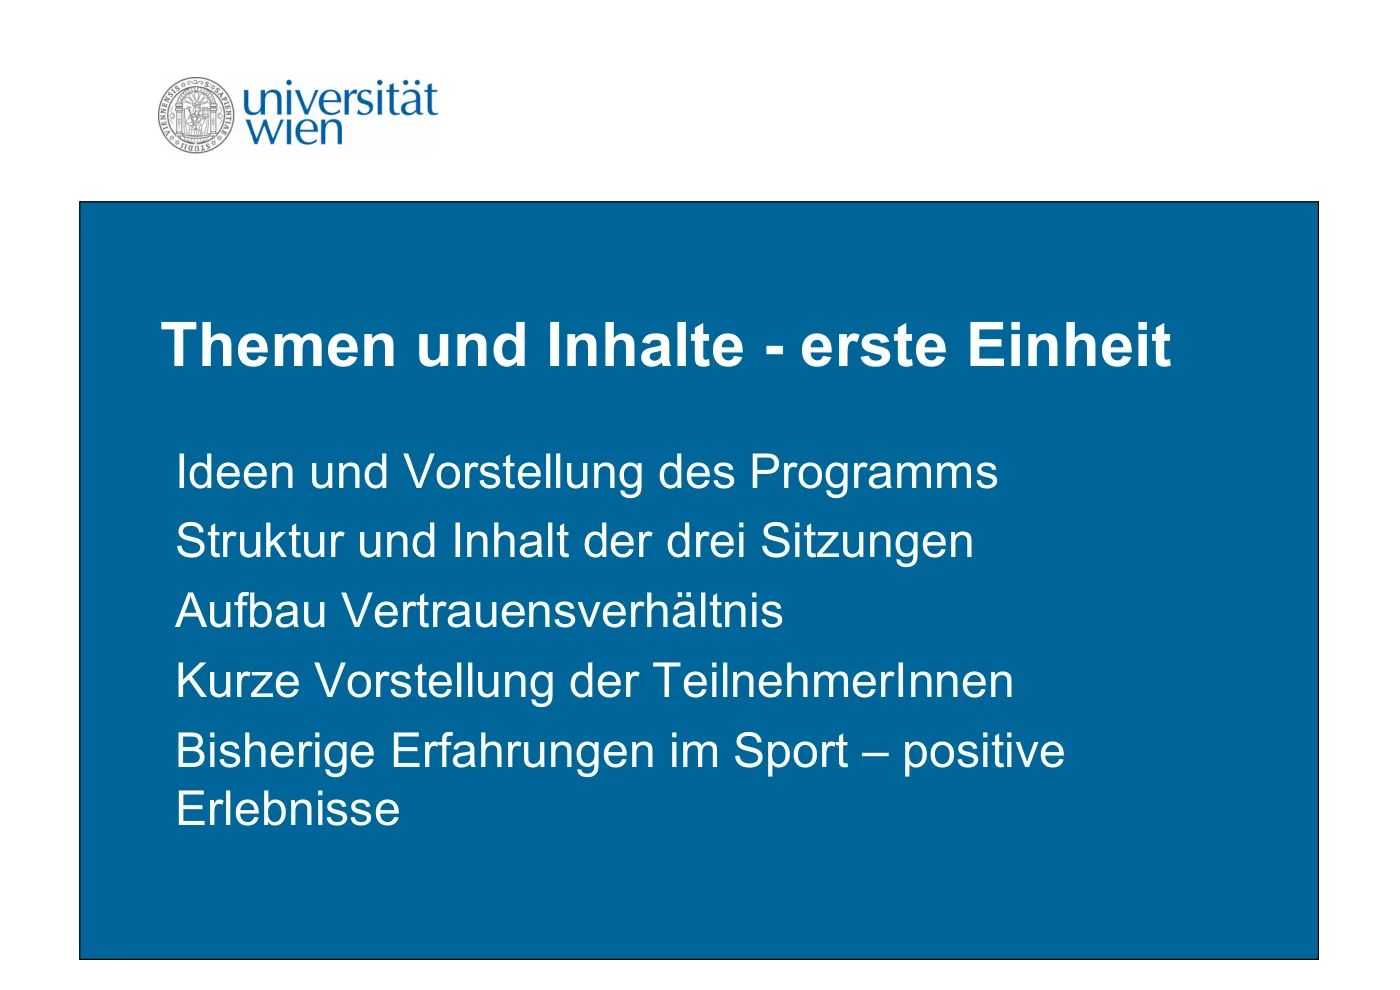 universität
wien
Themen und Inhalte - erste Einheit
Ideen und Vorstellung des Programms
Struktur und Inhalt der drei Sitzungen
Aufbau Vertrauensverhältnis
Kurze Vorstellung der TeilnehmerInnen
Bisherige Erfahrungen im Sport – positive
Erlebnisse